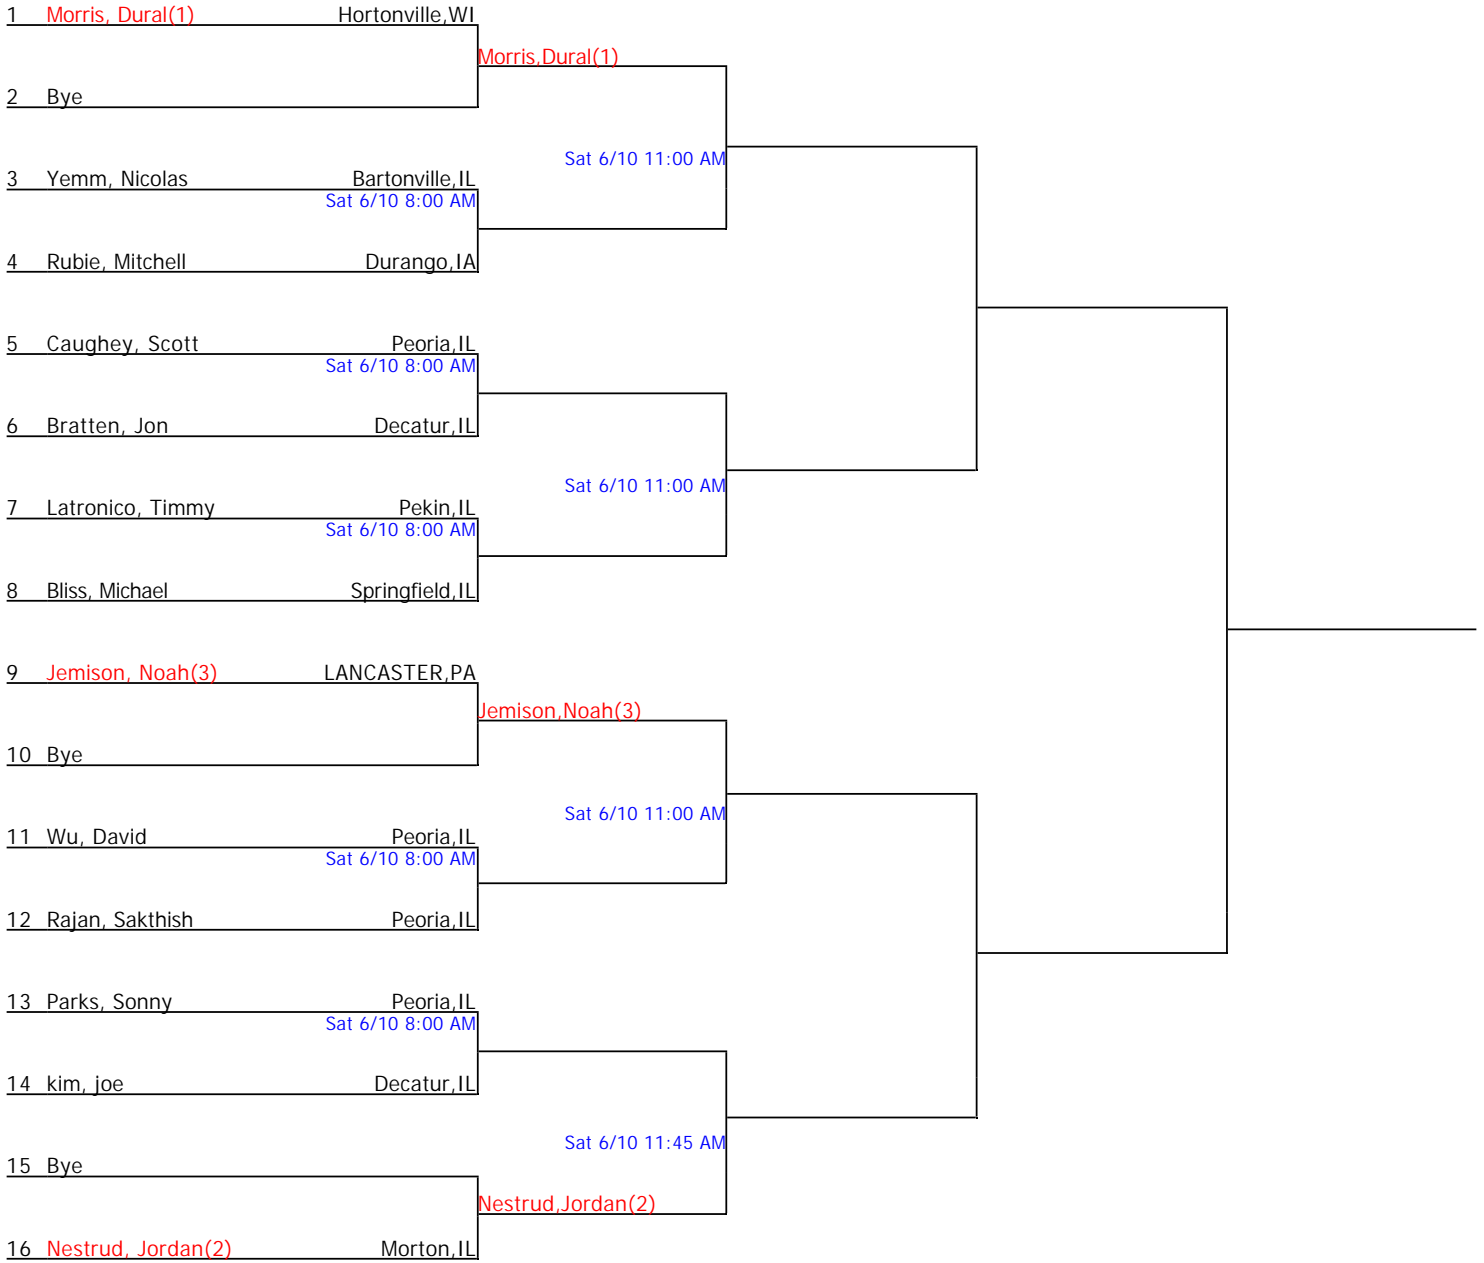 1 Morris, Dural(1) Hortonville,WI
Morris,Dural(1)
2 Bye
Sat 6/10 11:00 AM
3 Yemm, Nicolas Bartonville,IL
Sat 6/10 8:00 AM
4 Rubie, Mitchell Durango,IA
5 Caughey, Scott Peoria,IL
Sat 6/10 8:00 AM
6 Bratten, Jon Decatur,IL
Sat 6/10 11:00 AM
7 Latronico, Timmy Pekin,IL
Sat 6/10 8:00 AM
8 Bliss, Michael Springfield,IL
9 Jemison, Noah(3) LANCASTER,PA
Jemison,Noah(3)
10 Bye
Sat 6/10 11:00 AM
11 Wu, David Peoria,IL
Sat 6/10 8:00 AM
12 Rajan, Sakthish Peoria,IL
13 Parks, Sonny Peoria,IL
Sat 6/10 8:00 AM
14 kim, joe Decatur,IL
Sat 6/10 11:45 AM
15 Bye
Nestrud,Jordan(2)
16 Nestrud, Jordan(2) Morton,IL